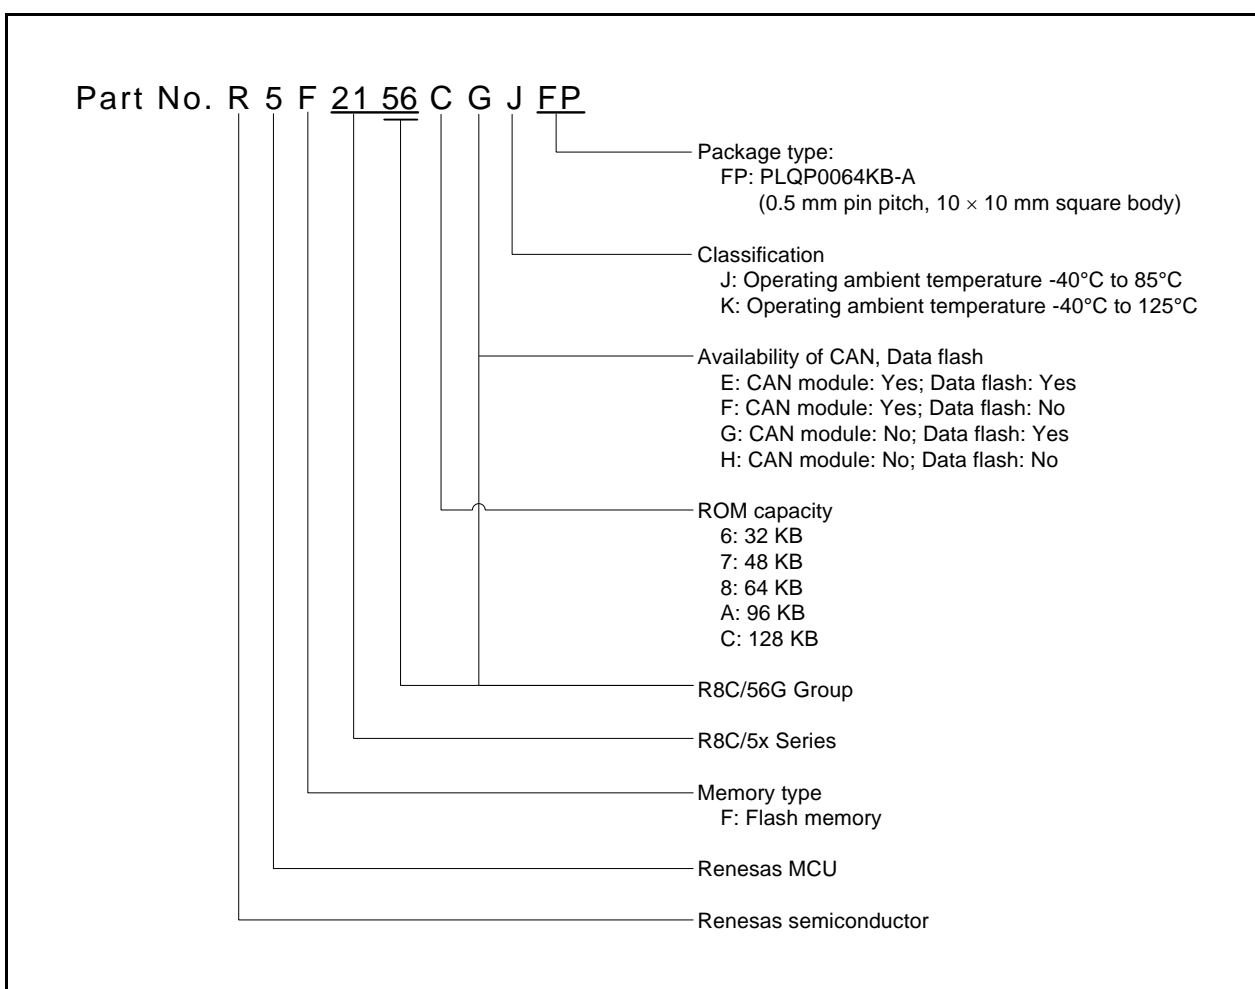 Part No. R 5 F 21 56 C G J FP
Package type:
FP: PLQP0064KB-A
(0.5 mm pin pitch, 10 × 10 mm square body)
Classification
J: Operating ambient temperature -40°C to 85°C
K: Operating ambient temperature -40°C to 125°C
Availability of CAN, Data flash
E: CAN module: Yes; Data flash: Yes
F: CAN module: Yes; Data flash: No
G: CAN module: No; Data flash: Yes
H: CAN module: No; Data flash: No
ROM capacity
6: 32 KB
7: 48 KB
8: 64 KB
A: 96 KB
C: 128 KB
R8C/56G Group
R8C/5x Series
Memory type
F: Flash memory
Renesas MCU
Renesas semiconductor